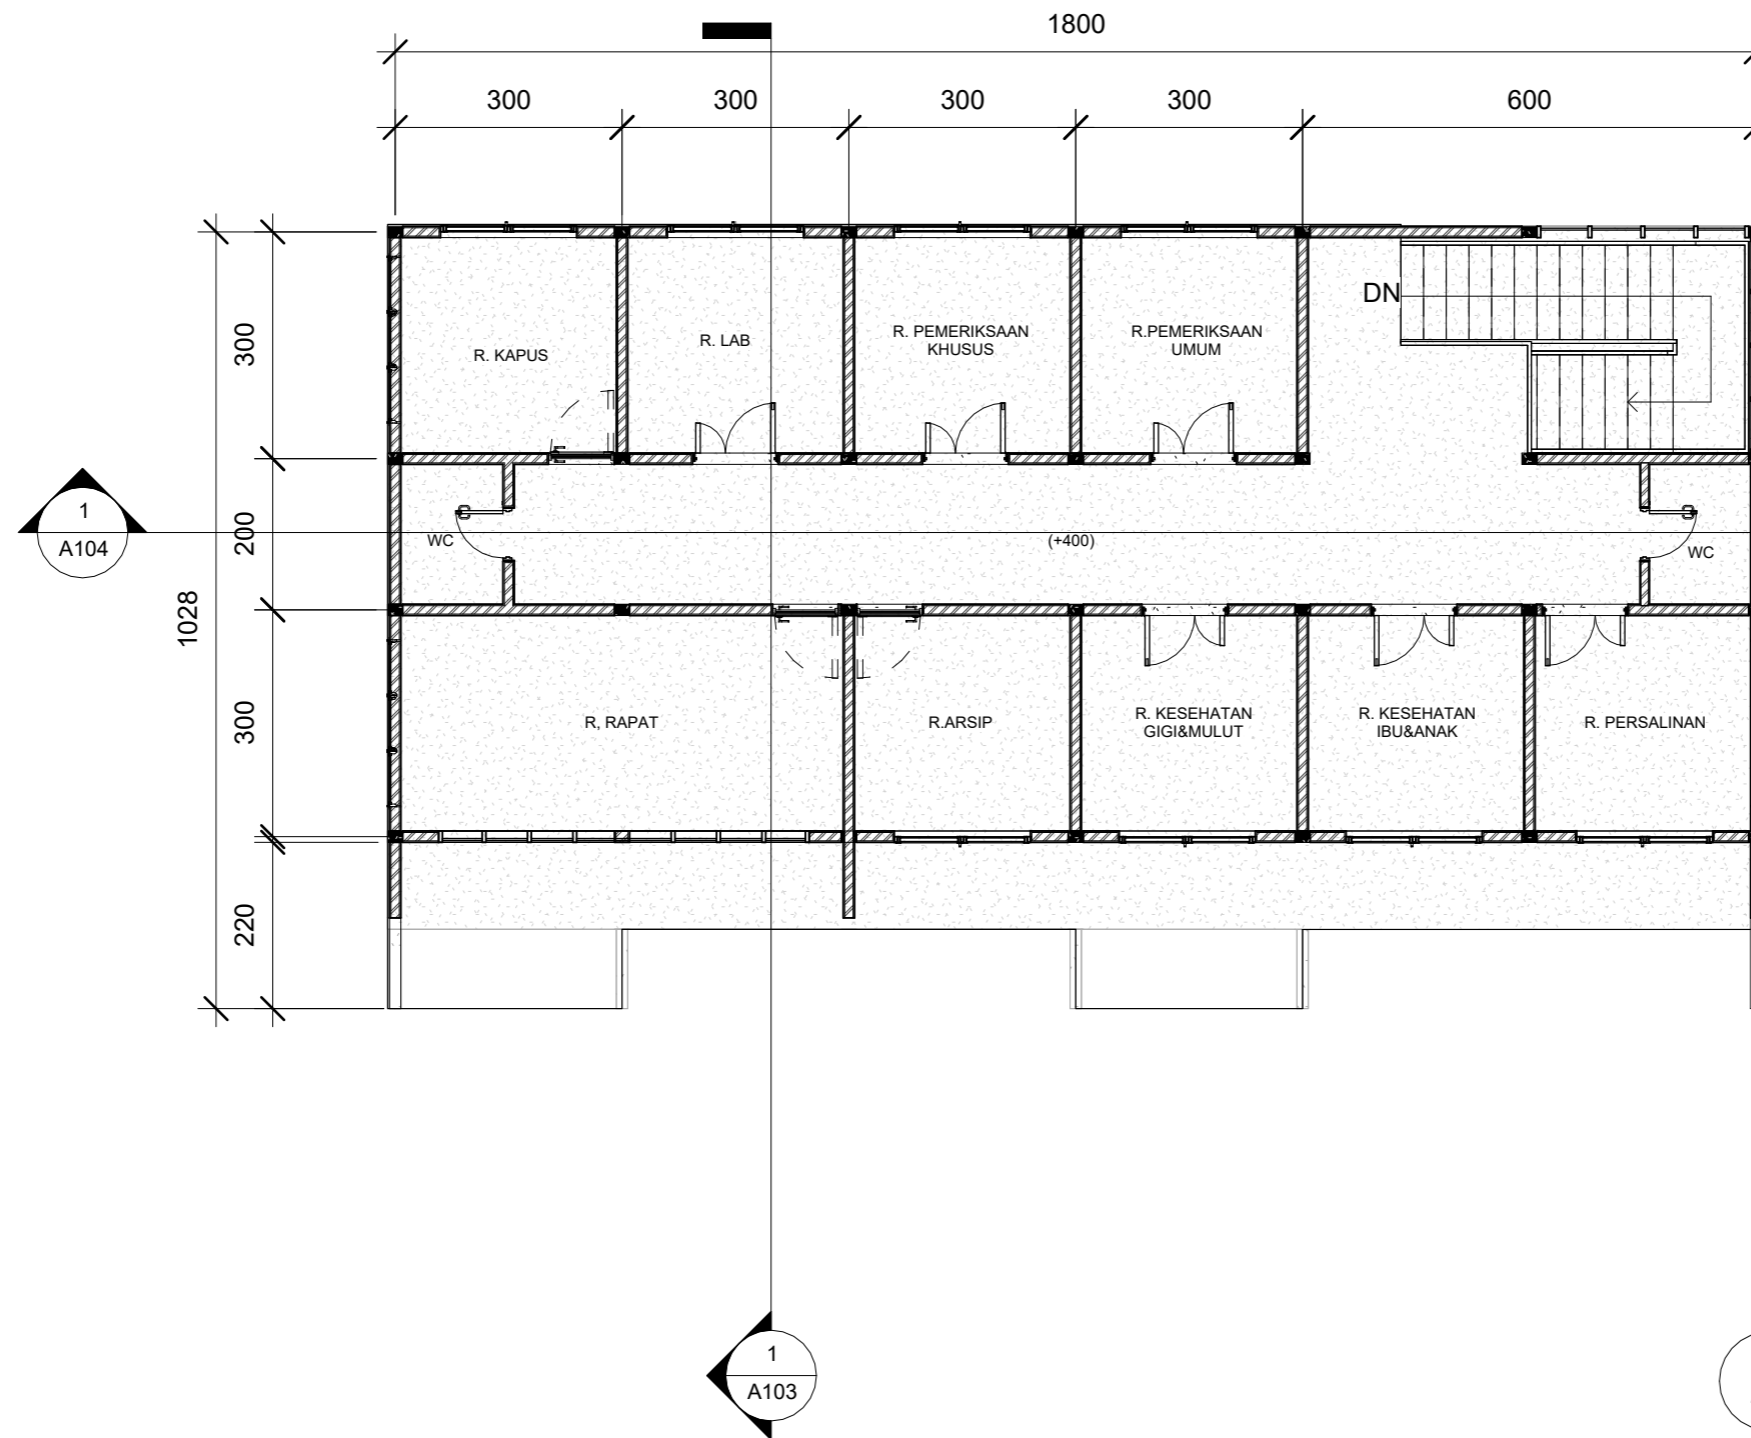 1800
300
300
300
300
600
DN
300
R. KAPUS
R. LAB
R. PEMERIKSAAN
KHUSUS
R.PEMERIKSAAN
UMUM
1
A104
200
WC
(+400)
WC
1028
300
R, RAPAT
R.ARSIP
R. KESEHATAN
GIGI&MULUT
R. KESEHATAN
IBU&ANAK
R. PERSALINAN
220
1
A103